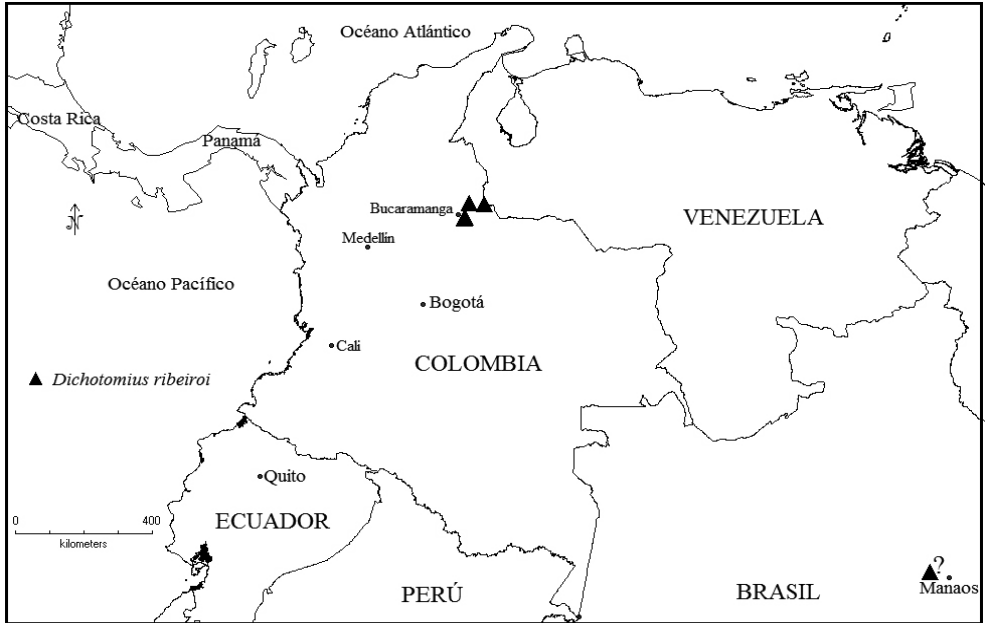 Océano Atlántico
Costa Rica
Panamá
N
Bucaramanga
VENEZUELA
Medellín
Océano Pacífico
Bogotá
Cali
COLOMBIA
Dichotomius ribeiroi
Quito
0 400
ECUADOR
kilometers
?
PERÚ
BRASIL
Manaos